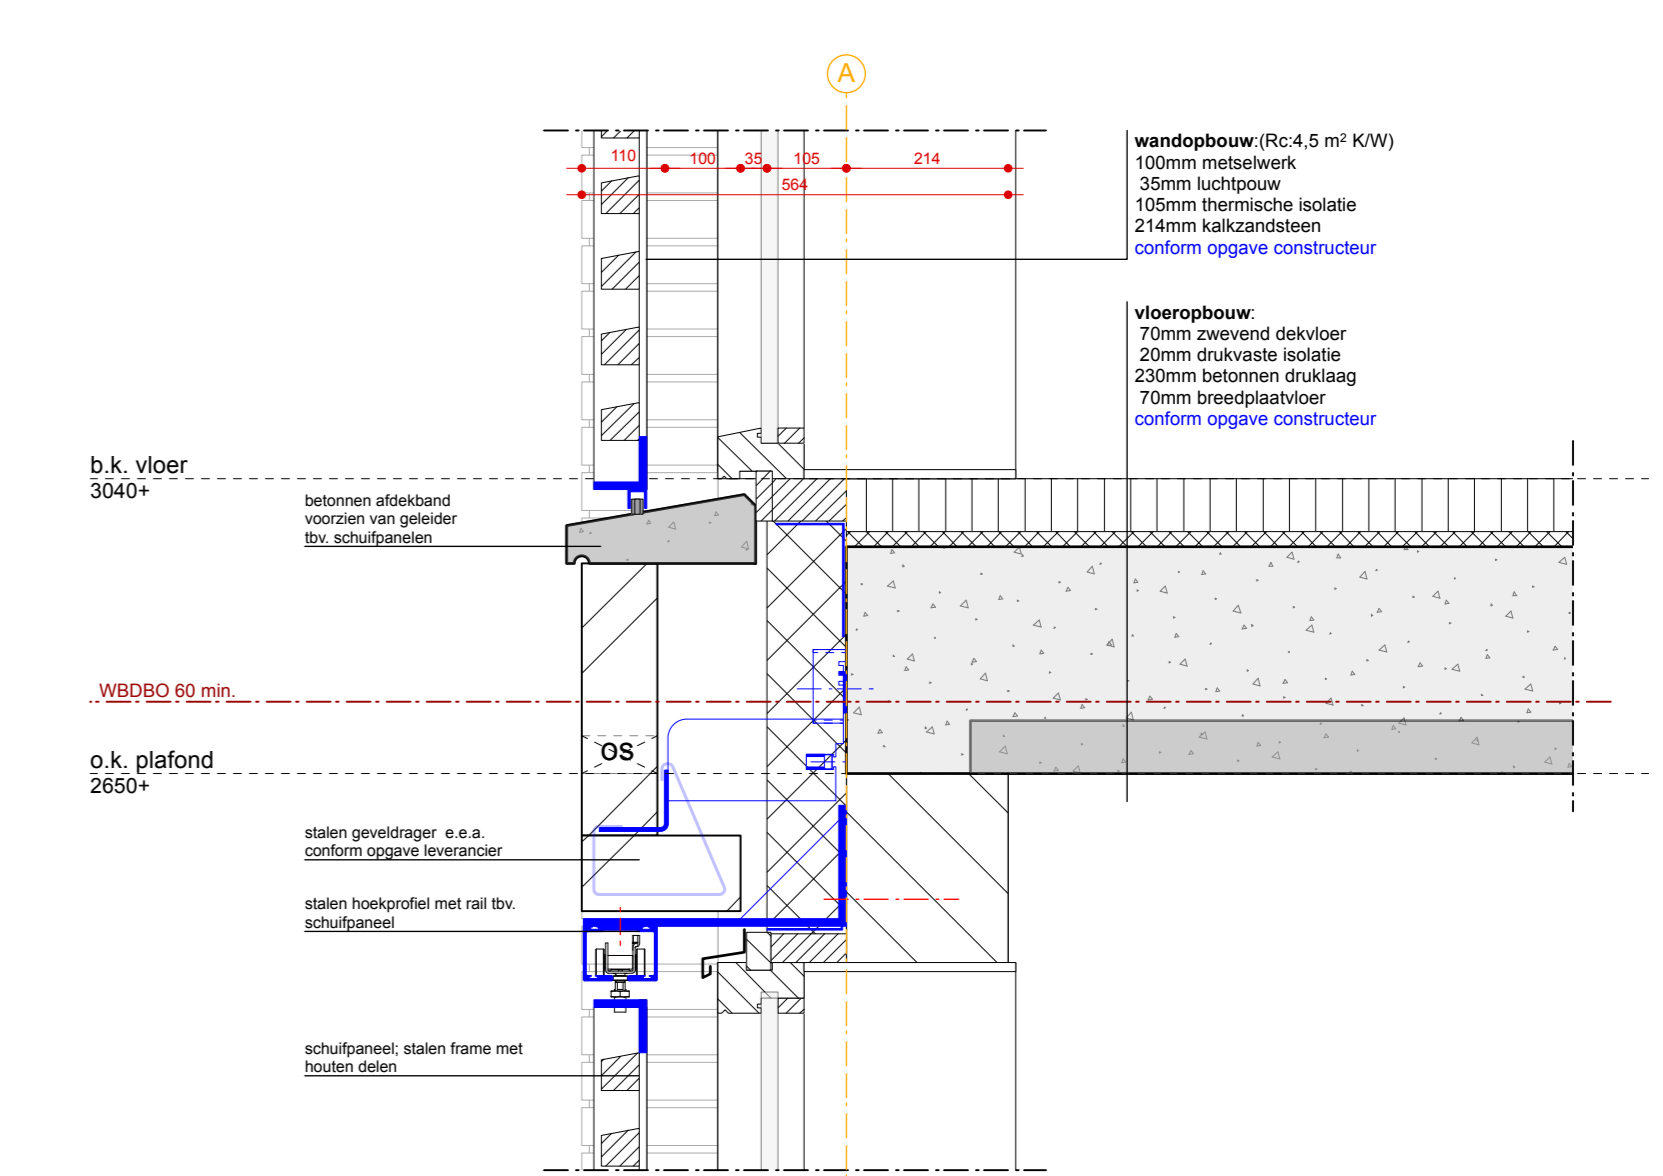 A
110 100 35 105 214
564
wandopbouw:(Rc:4,5 m² K/W)
100mm metselwerk
35mm luchtpouw
105mm thermische isolatie
214mm kalkzandsteen
conform opgave constructeur
vloeropbouw:
70mm zwevend dekvloer
20mm drukvaste isolatie
230mm betonnen druklaag
70mm breedplaatvloer
conform opgave constructeur
b.k. vloer
3040+
betonnen afdekband
voorzien van geleider
tbv. schuifpanelen
WBDBO 60 min.
OS
o.k. plafond
2650+
stalen geveldrager e.e.a.
conform opgave leverancier
stalen hoekprofiel met rail tbv.
schuifpaneel
schuifpaneel; stalen frame met
houten delen